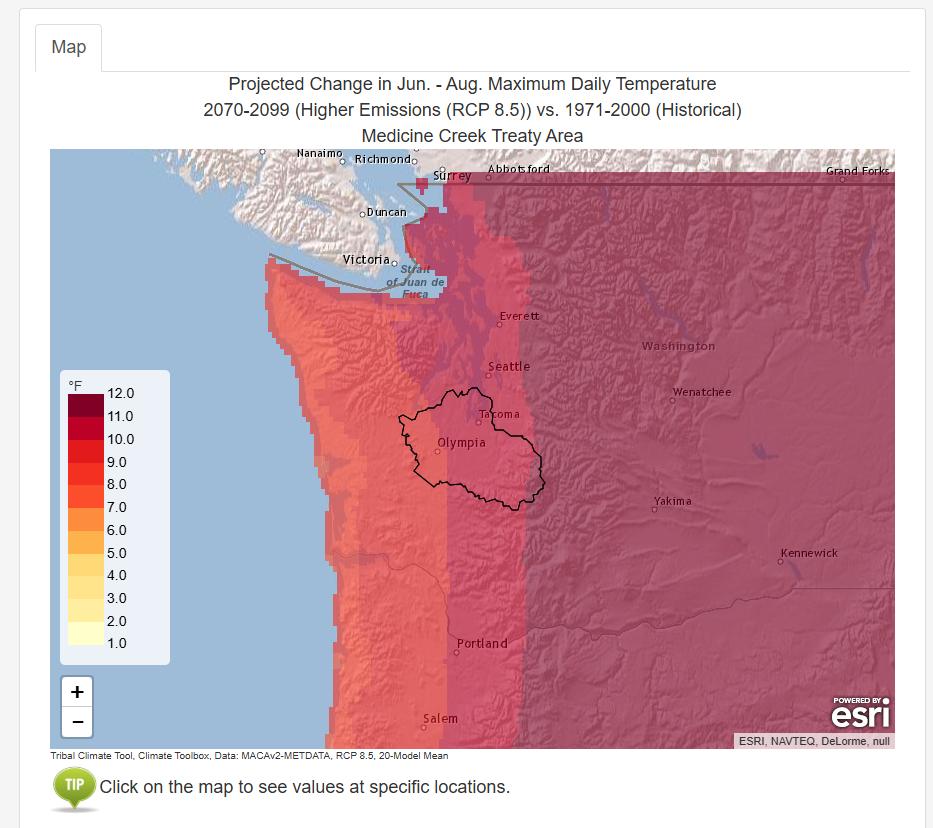 Map
Projected Change in Jun. - Aug. Maximum Daily Temperature
2070-2099 (Higher Emissions (RCP 8.5)) vs. 1971-2000 (Historical)
Medicine Creek Treaty Area
Nanaimo
Richmond
Surrey
Abbotsford
Grand Forks
Duncan
Victoria
Strait
of Juan de
Fuca
Everett
Washington
Seattle
Wenatchee
°F
12.0
11.0
10.0
9.0
8.0
7.0
6.0
5.0
4.0
3.0
2.0
1.0
Tacoma
Olympia
Yakima
Kennewick
Portland
Salem
+
−
POWERED BY
esri
ESRI, NAVTEQ, DeLorme, null
Tribal Climate Tool, Climate Toolbox, Data: MACAv2-METDATA, RCP 8.5, 20-Model Mean
TIP
Click on the map to see values at specific locations.